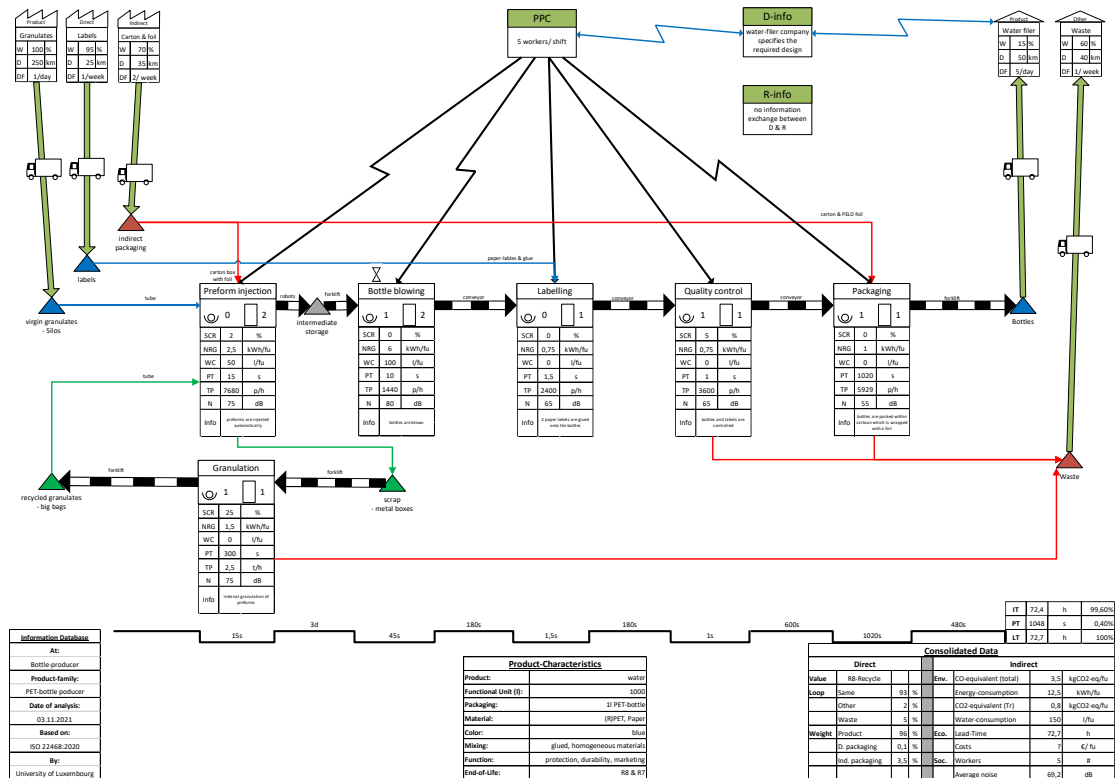 Product
Granulates
W 100 %
D 250 km
DF 1/day
Direct
Labels
W 95 %
D 25 km
DF 1/week
Indirect
Carton & foil
W 70 %
D 35 km
DF 2/ week
PPC
5 workers/ shift
D-info
water-filer company
specifies the
required design
R-info
no information
exchange between
D & R
Product
Water filer
W 15 %
D 50 km
DF 5/day
Other
Waste
W 60 %
D 40 km
DF 1/ week
indirect
packaging
labels
virgin granulates
- Silos
carton & PELD foil
paper-lables & glue
carton box
with foil
tube
tube
Preform injection
0 2
SCR 2 %
NRG 2,5 kWh/fu
WC 50 l/fu
PT 15 s
TP 7680 p/h
N 75 dB
Info preforms are injected
automatically
robots
intermediate
storage
forklift
Bottle blowing
1 2
SCR 0 %
NRG 6 kWh/fu
WC 100 l/fu
PT 10 s
TP 1440 p/h
N 80 dB
Info bottles are blown
conveyor
Labelling
0 1
SCR 0 %
NRG 0,75 kWh/fu
WC 0 l/fu
PT 1,5 s
TP 2400 p/h
N 65 dB
Info 2 paper labels are glued
onto the bottles
conveyor
Quality control
1 1
SCR 5 %
NRG 0,75 kWh/fu
WC 0 l/fu
PT 1 s
TP 3600 p/h
N 65 dB
Info bottles and labels are
controlled
conveyor
Packaging
1 1
SCR 0 %
NRG 1 kWh/fu
WC 0 l/fu
PT 1020 s
TP 5929 p/h
N 55 dB
Info bottles are packed within
cartoon which is wrapped
with a foil
forklift
Bottles
Waste
recycled granulates
- big bags
forklift
Granulation
1 1
SCR 25 %
NRG 1,5 kWh/fu
WC 0 l/fu
PT 300 s
TP 2,5 t/h
N 75 dB
Info internal granulation of
preforms
forklift
scrap
- metal boxes
15s
3d
45s
180s
1,5s
180s
1s
600s
1020s
480s
IT 72,4 h 99,60%
PT 1048 s 0,40%
LT 72,7 h 100%
Information Database
At:
Bottle-producer
Product-family:
PET-bottle poducer
Date of analysis:
03.11.2021
Based on:
ISO 22468:2020
By:
University of Luxembourg
Product-Characteristics
Product: water
Functional Unit (l): 1000
Packaging: 1l PET-bottle
Material: (R)PET, Paper
Color: blue
Mixing: glued, homogeneous materials
Function: protection, durability, marketing
End-of-Life: R8 & R7
Consolidated Data
Direct Indirect
Value R8-Recycle Env. CO-equivalent (total) 3,5 kgCO2-eq/fu
Loop Same 93 % Energy-consumption 12,5 kWh/fu
Other 2 % CO2-equivalent (Tr) 0,8 kgCO2-eq/fu
Waste 5 % Water-consumption 150 l/fu
Weight Product 96 % Eco. Lead-Time 72,7 h
D. packaging 0,1 % Costs ? €/ fu
Ind. packaging 3,5 % Soc. Workers 5 #
Average noise 69,2 dB